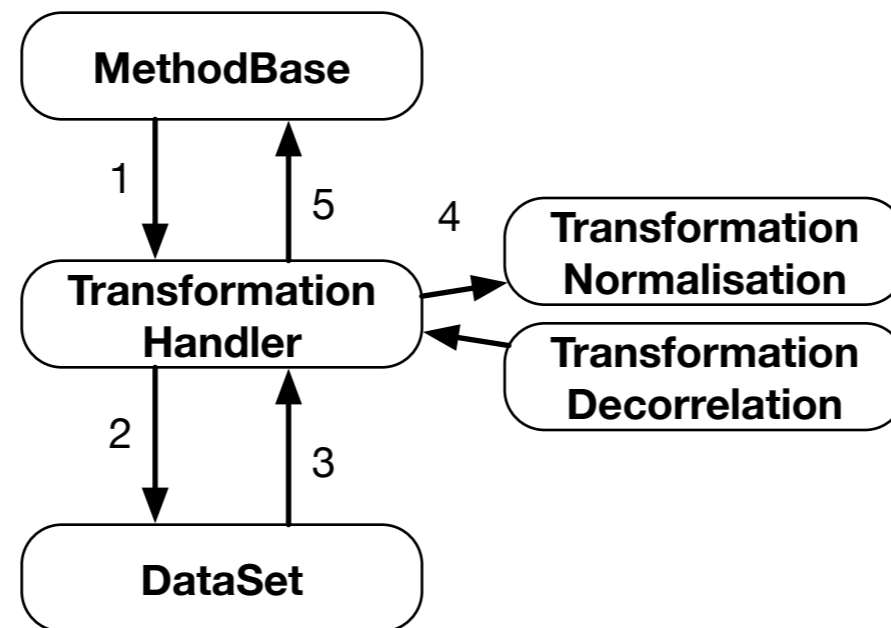 MethodBase
1
5
4
Transformation
Normalisation
Transformation
Handler
Transformation
Decorrelation
2
3
DataSet